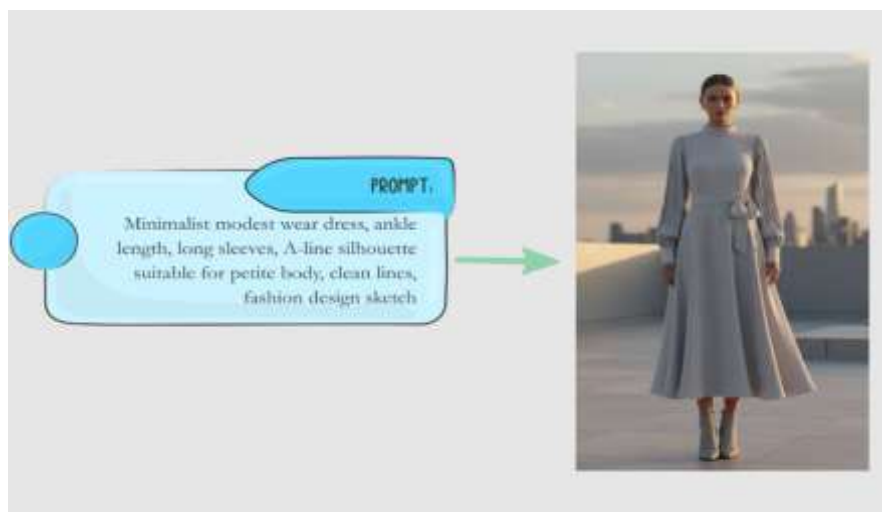 PROMPT:
Minimalist modest wear dress, ankle
length, long sleeves, A-line silhouette
suitable for petite body, clean lines,
fashion design sketch